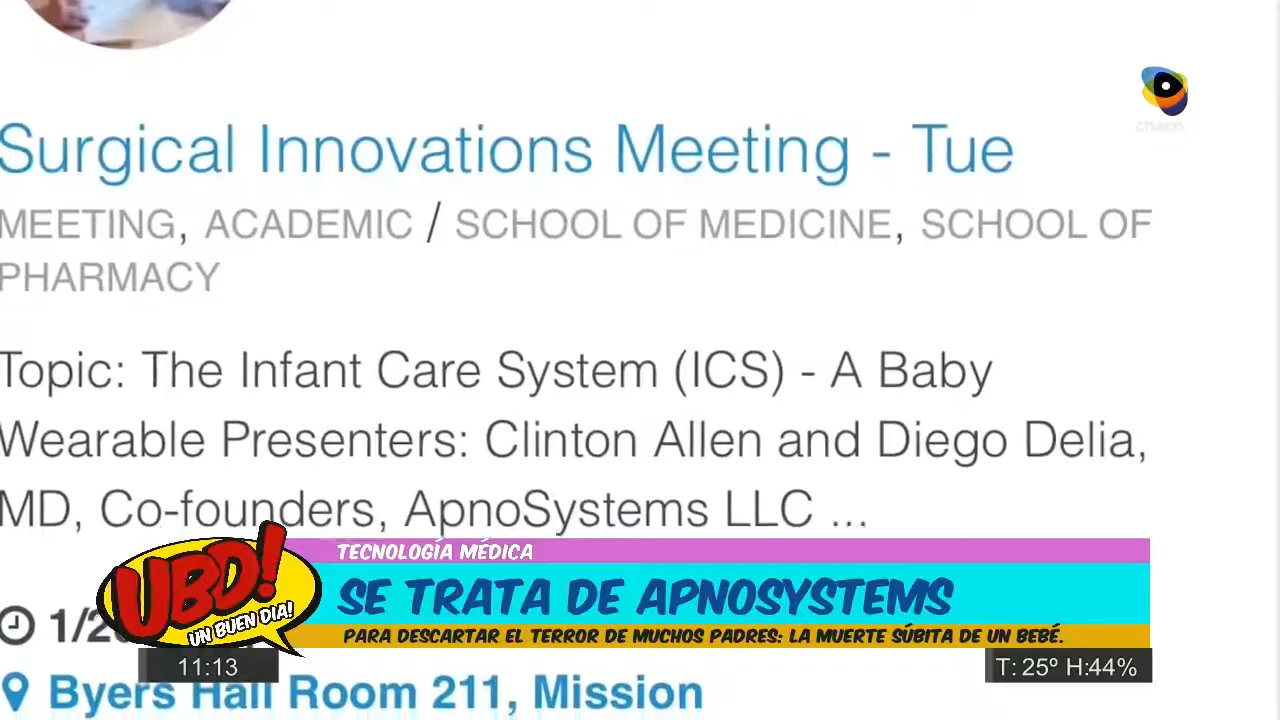 Surgical Innovations Meeting - Tue
MEETING, ACADEMIC / SCHOOL OF MEDICINE, SCHOOL OF
PHARMACY
Topic: The Infant Care System (ICS) - A Baby
Wearable Presenters: Clinton Allen and Diego Delia,
MD, Co-founders, ApnoSystems LLC ...
TECNOLOGÍA MÉDICA
UBD!
UN BUEN DIA!
SE TRATA DE APNOSYSTEMS
PARA DESCARTAR EL TERROR DE MUCHOS PADRES: LA MUERTE SÚBITA DE UN BEBÉ.
11:13
T: 25º H:44%
Byers Hall Room 211, Mission